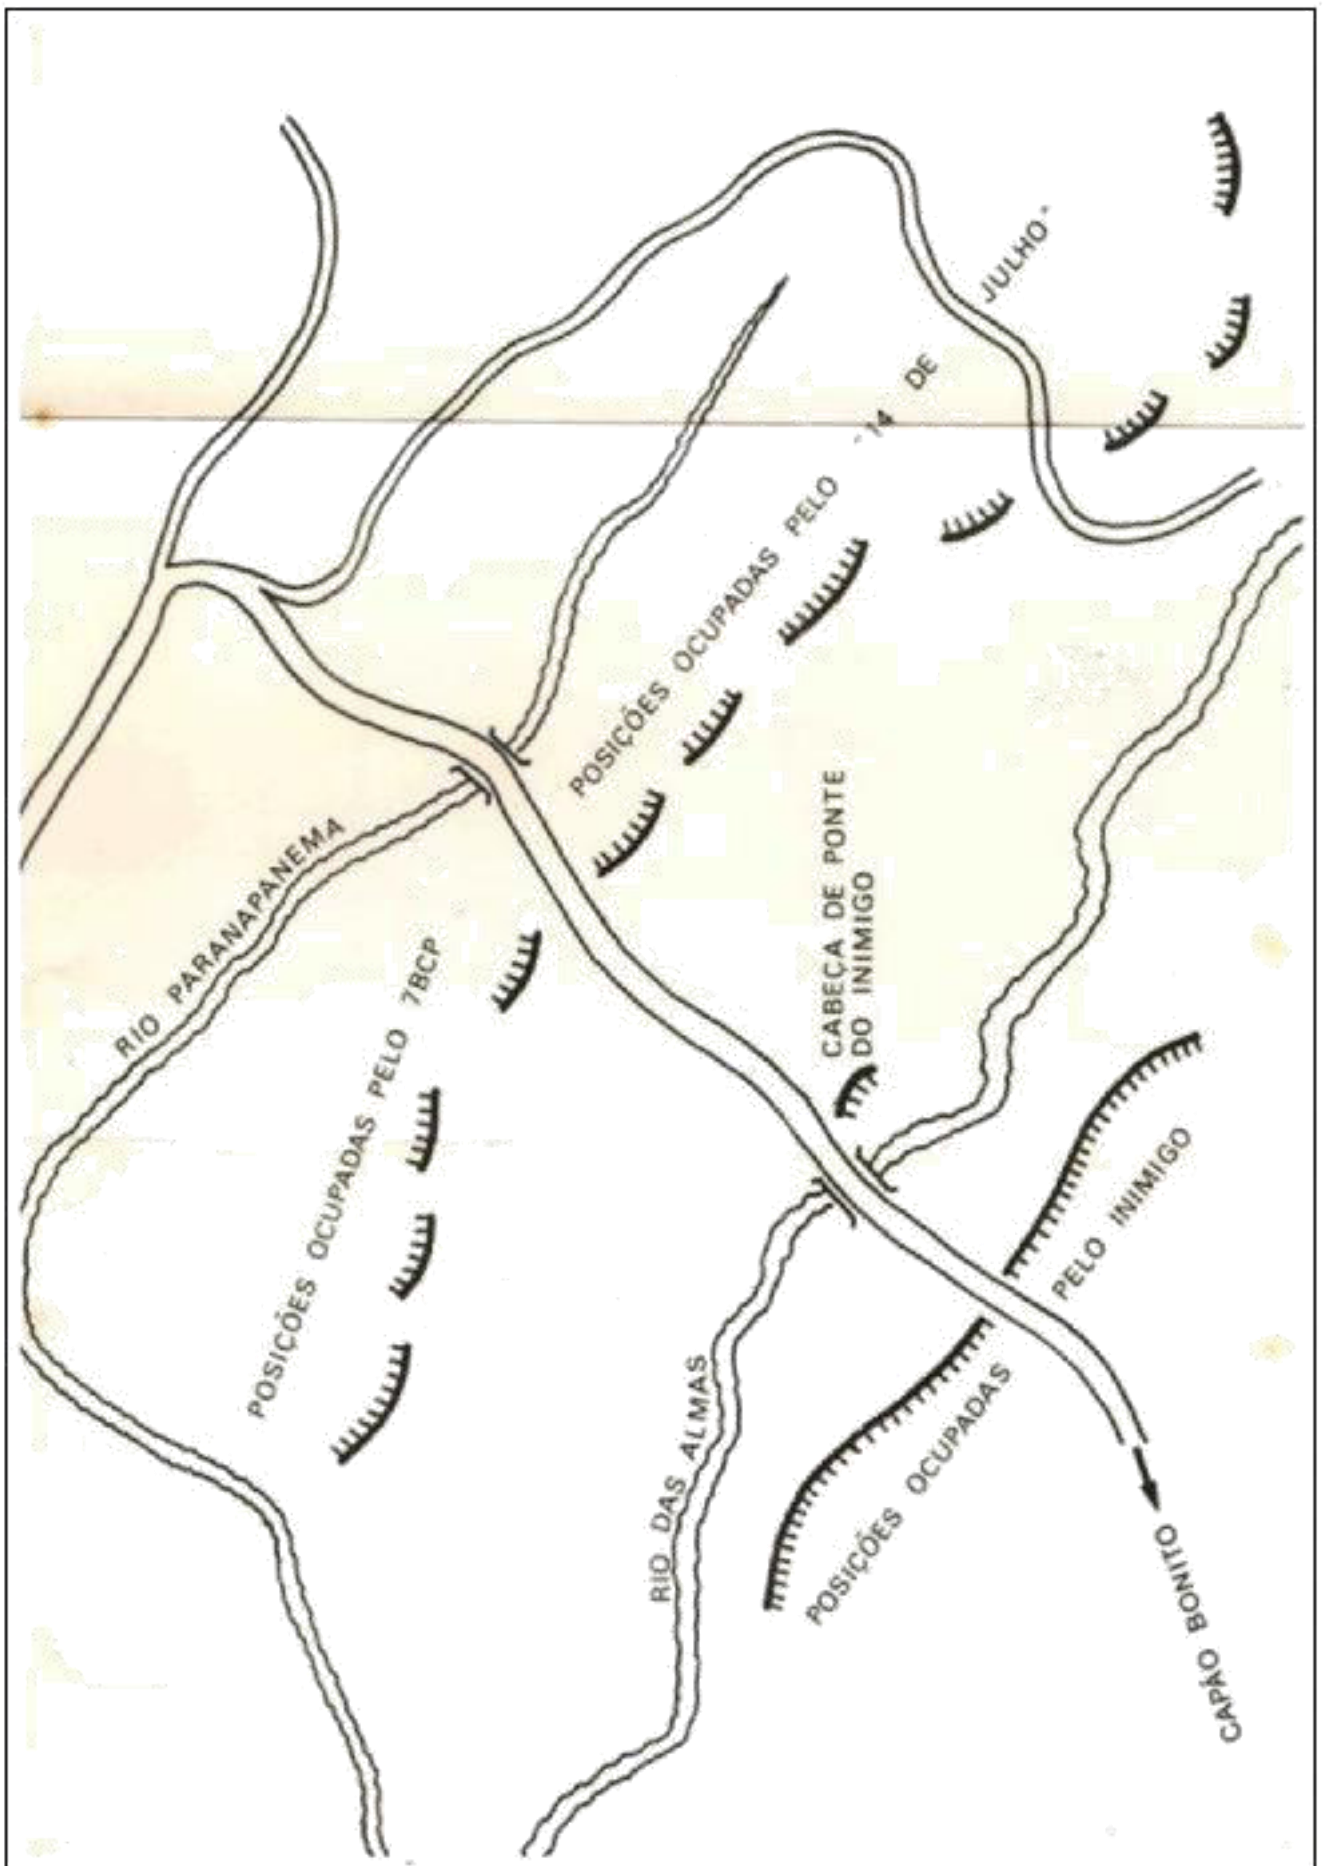 POSIÇÕES OCUPADAS PELO "14 DE JULHO"
RIO PARANAPANEMA
POSIÇÕES OCUPADAS PELO 7BCP
CABEÇA DE PONTE
DO INIMIGO
RIO DAS ALMAS
POSIÇÕES OCUPADAS PELO INIMIGO
CAPÃO BONITO